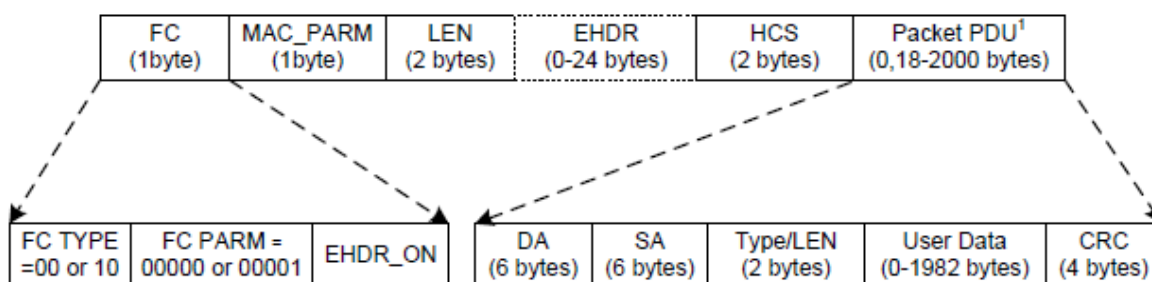 FC
(1byte)
MAC_PARM
(1byte)
LEN
(2 bytes)
EHDR
(0-24 bytes)
HCS
(2 bytes)
Packet PDU¹
(0,18-2000 bytes)
FC TYPE
=00 or 10
FC PARM =
00000 or 00001
EHDR_ON
DA
(6 bytes)
SA
(6 bytes)
Type/LEN
(2 bytes)
User Data
(0-1982 bytes)
CRC
(4 bytes)